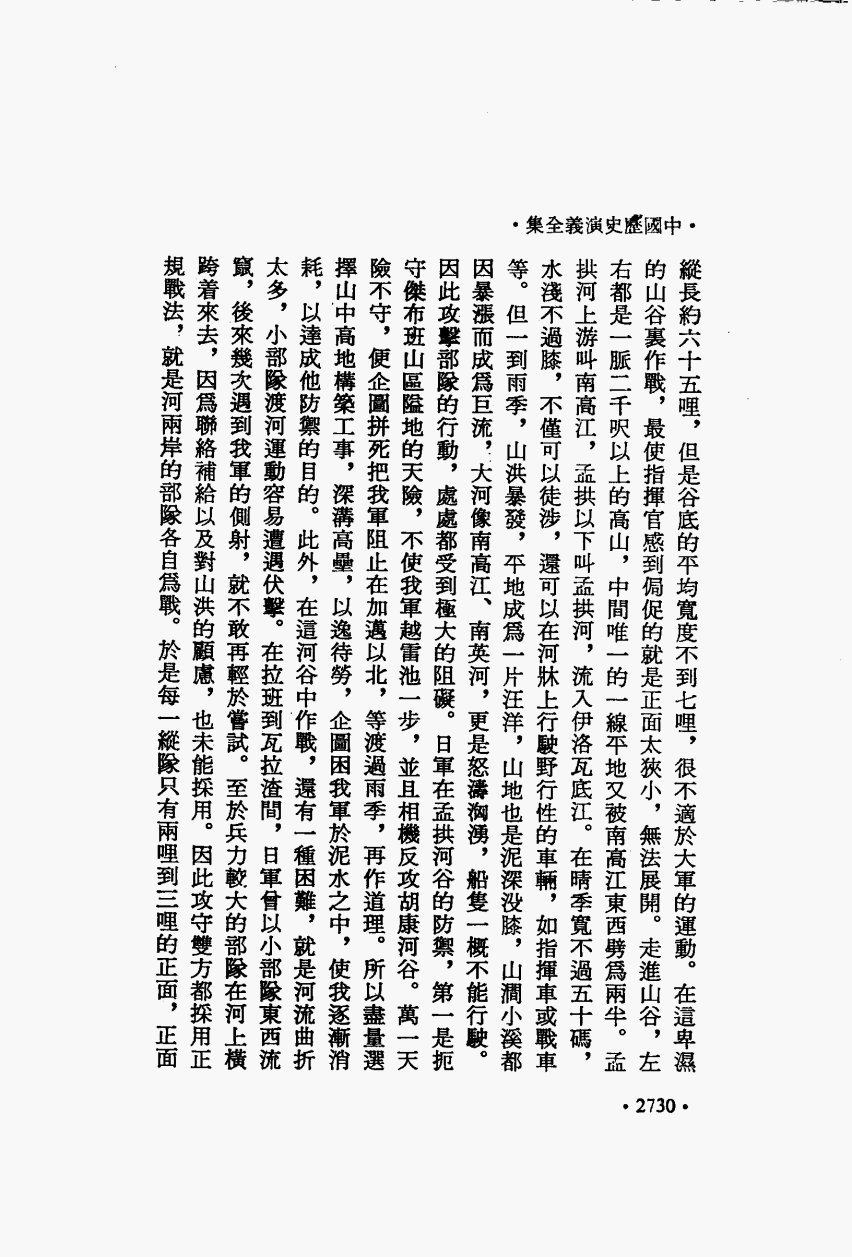 •中國歷史演義全集•
縱長約六十五哩，但是谷底的平均寬度不到七哩，很不適於大軍的運動。在這卑濕
的山谷裏作戰，最使指揮官感到侷促的就是正面太狹小，無法展開。走進山谷，左
右都是一脈二千呎以上的高山，中間唯一的一線平地又被南高江東西劈爲兩半。孟
拱河上游叫南高江，孟拱以下叫孟拱河，流入伊洛瓦底江。在晴季寬不過五十碼，
水淺不過膝，不僅可以徒涉，還可以在河牀上行駛野行性的車輛，如指揮車或戰車
等。但一到雨季，山洪暴發，平地成爲一片汪洋，山地也是泥深沒膝，山澗小溪都
因暴漲而成爲巨流，大河像南高江、南英河，更是怒濤洶湧，船隻一概不能行駛。
因此攻擊部隊的行動，處處都受到極大的阻礙。日軍在孟拱河谷的防禦，第一是扼
守傑布班山區隘地的天險，不使我軍越雷池一步，並且相機反攻胡康河谷。萬一天
險不守，便企圖拼死把我軍阻止在加邁以北，等渡過雨季，再作道理。所以盡量選
擇山中高地構築工事，深溝高壘，以逸待勞，企圖困我軍於泥水之中，使我逐漸消
耗，以達成他防禦的目的。此外，在這河谷中作戰，還有一種困難，就是河流曲折
太多，小部隊渡河運動容易遭遇伏擊。在拉班到瓦拉渣間，日軍曾以小部隊東西流
竄，後來幾次遇到我軍的側射，就不敢再輕於嘗試。至於兵力較大的部隊在河上橫
跨着來去，因爲聯絡補給以及對山洪的顧慮，也未能採用。因此攻守雙方都採用正
規戰法，就是河兩岸的部隊各自爲戰。於是每一縱隊只有兩哩到三哩的正面，正面
•2730•